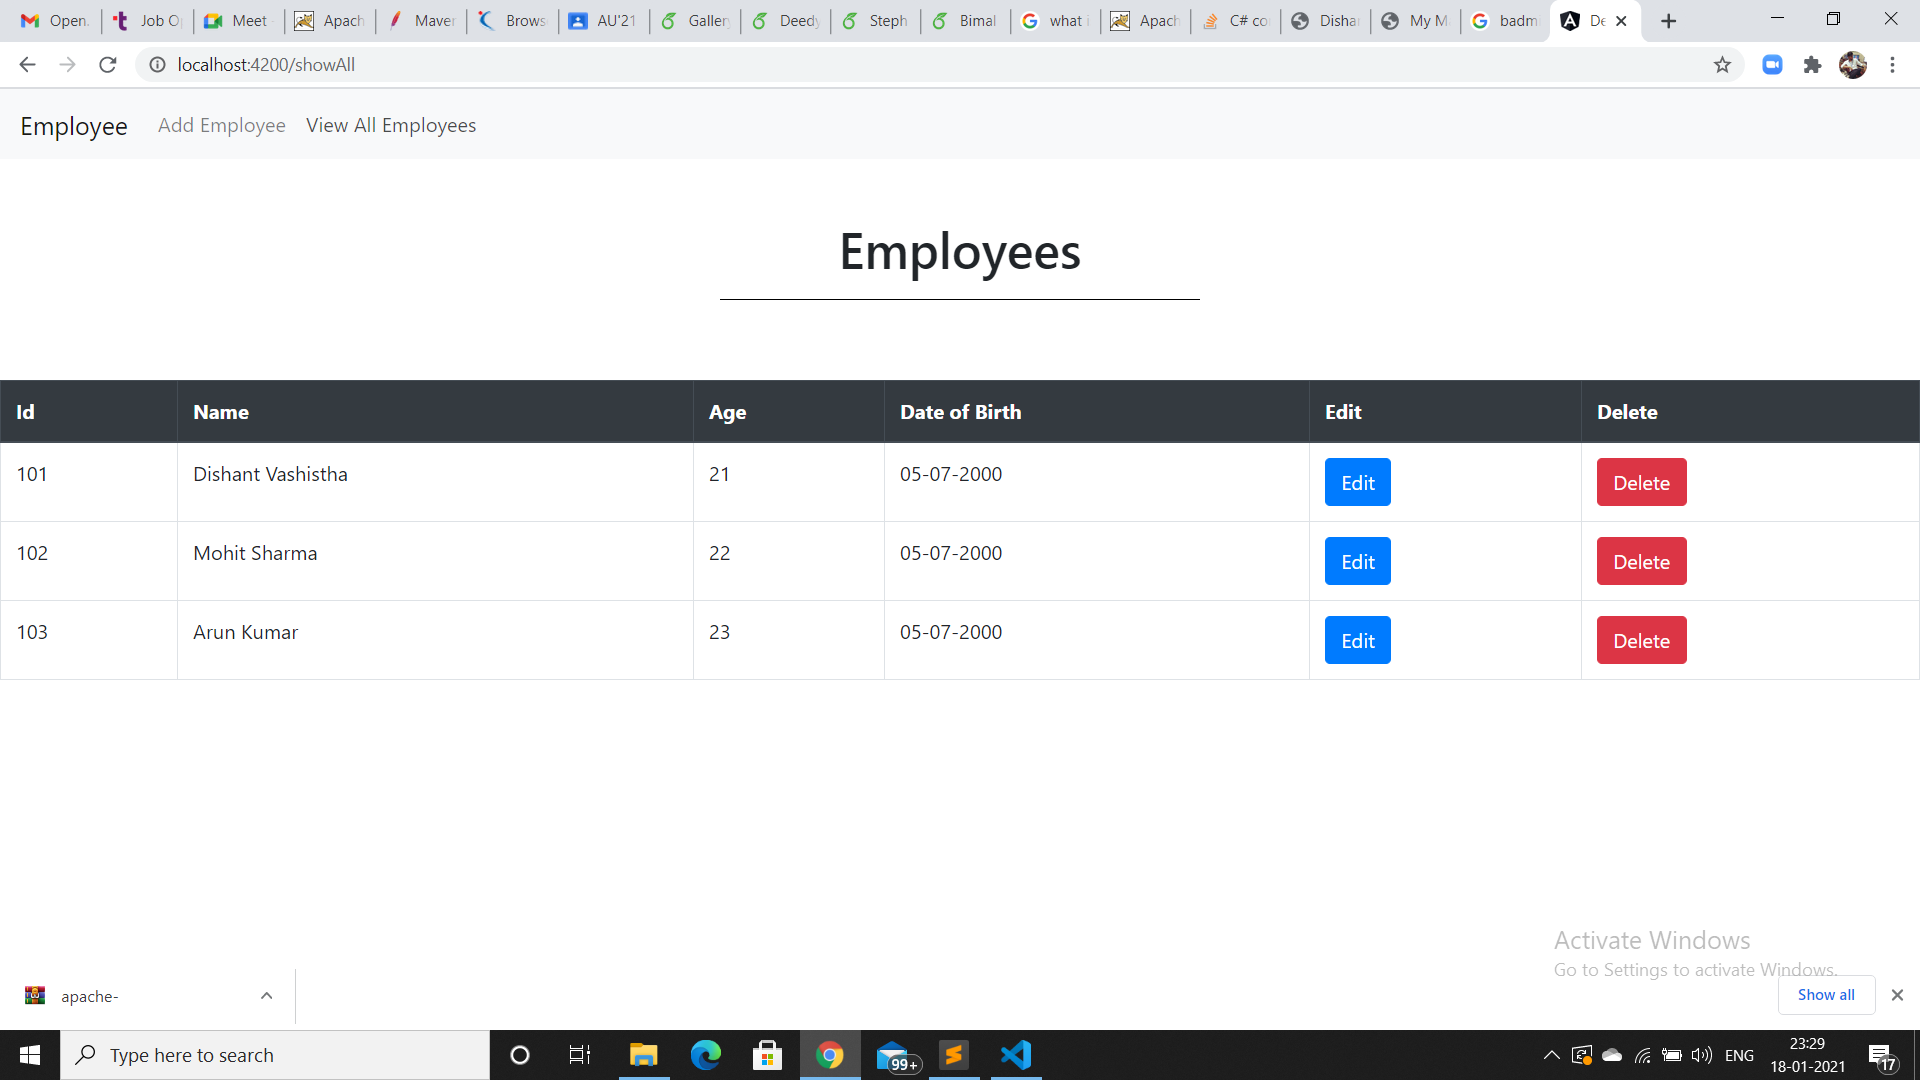 Open. Job O Meet Apach Maven Brows AU'21 Gallery Deedy Steph Bimal what i Apach C# co Dishan My M badmi De
localhost:4200/showAll
Employee Add Employee View All Employees
Employees
Id Name Age Date of Birth Edit Delete
101 Dishant Vashistha 21 05-07-2000 Edit Delete
102 Mohit Sharma 22 05-07-2000 Edit Delete
103 Arun Kumar 23 05-07-2000 Edit Delete
Activate Windows
Go to Settings to activate Windows.
apache- Show all
Type here to search 99+ ENG 23:29 17
18-01-2021